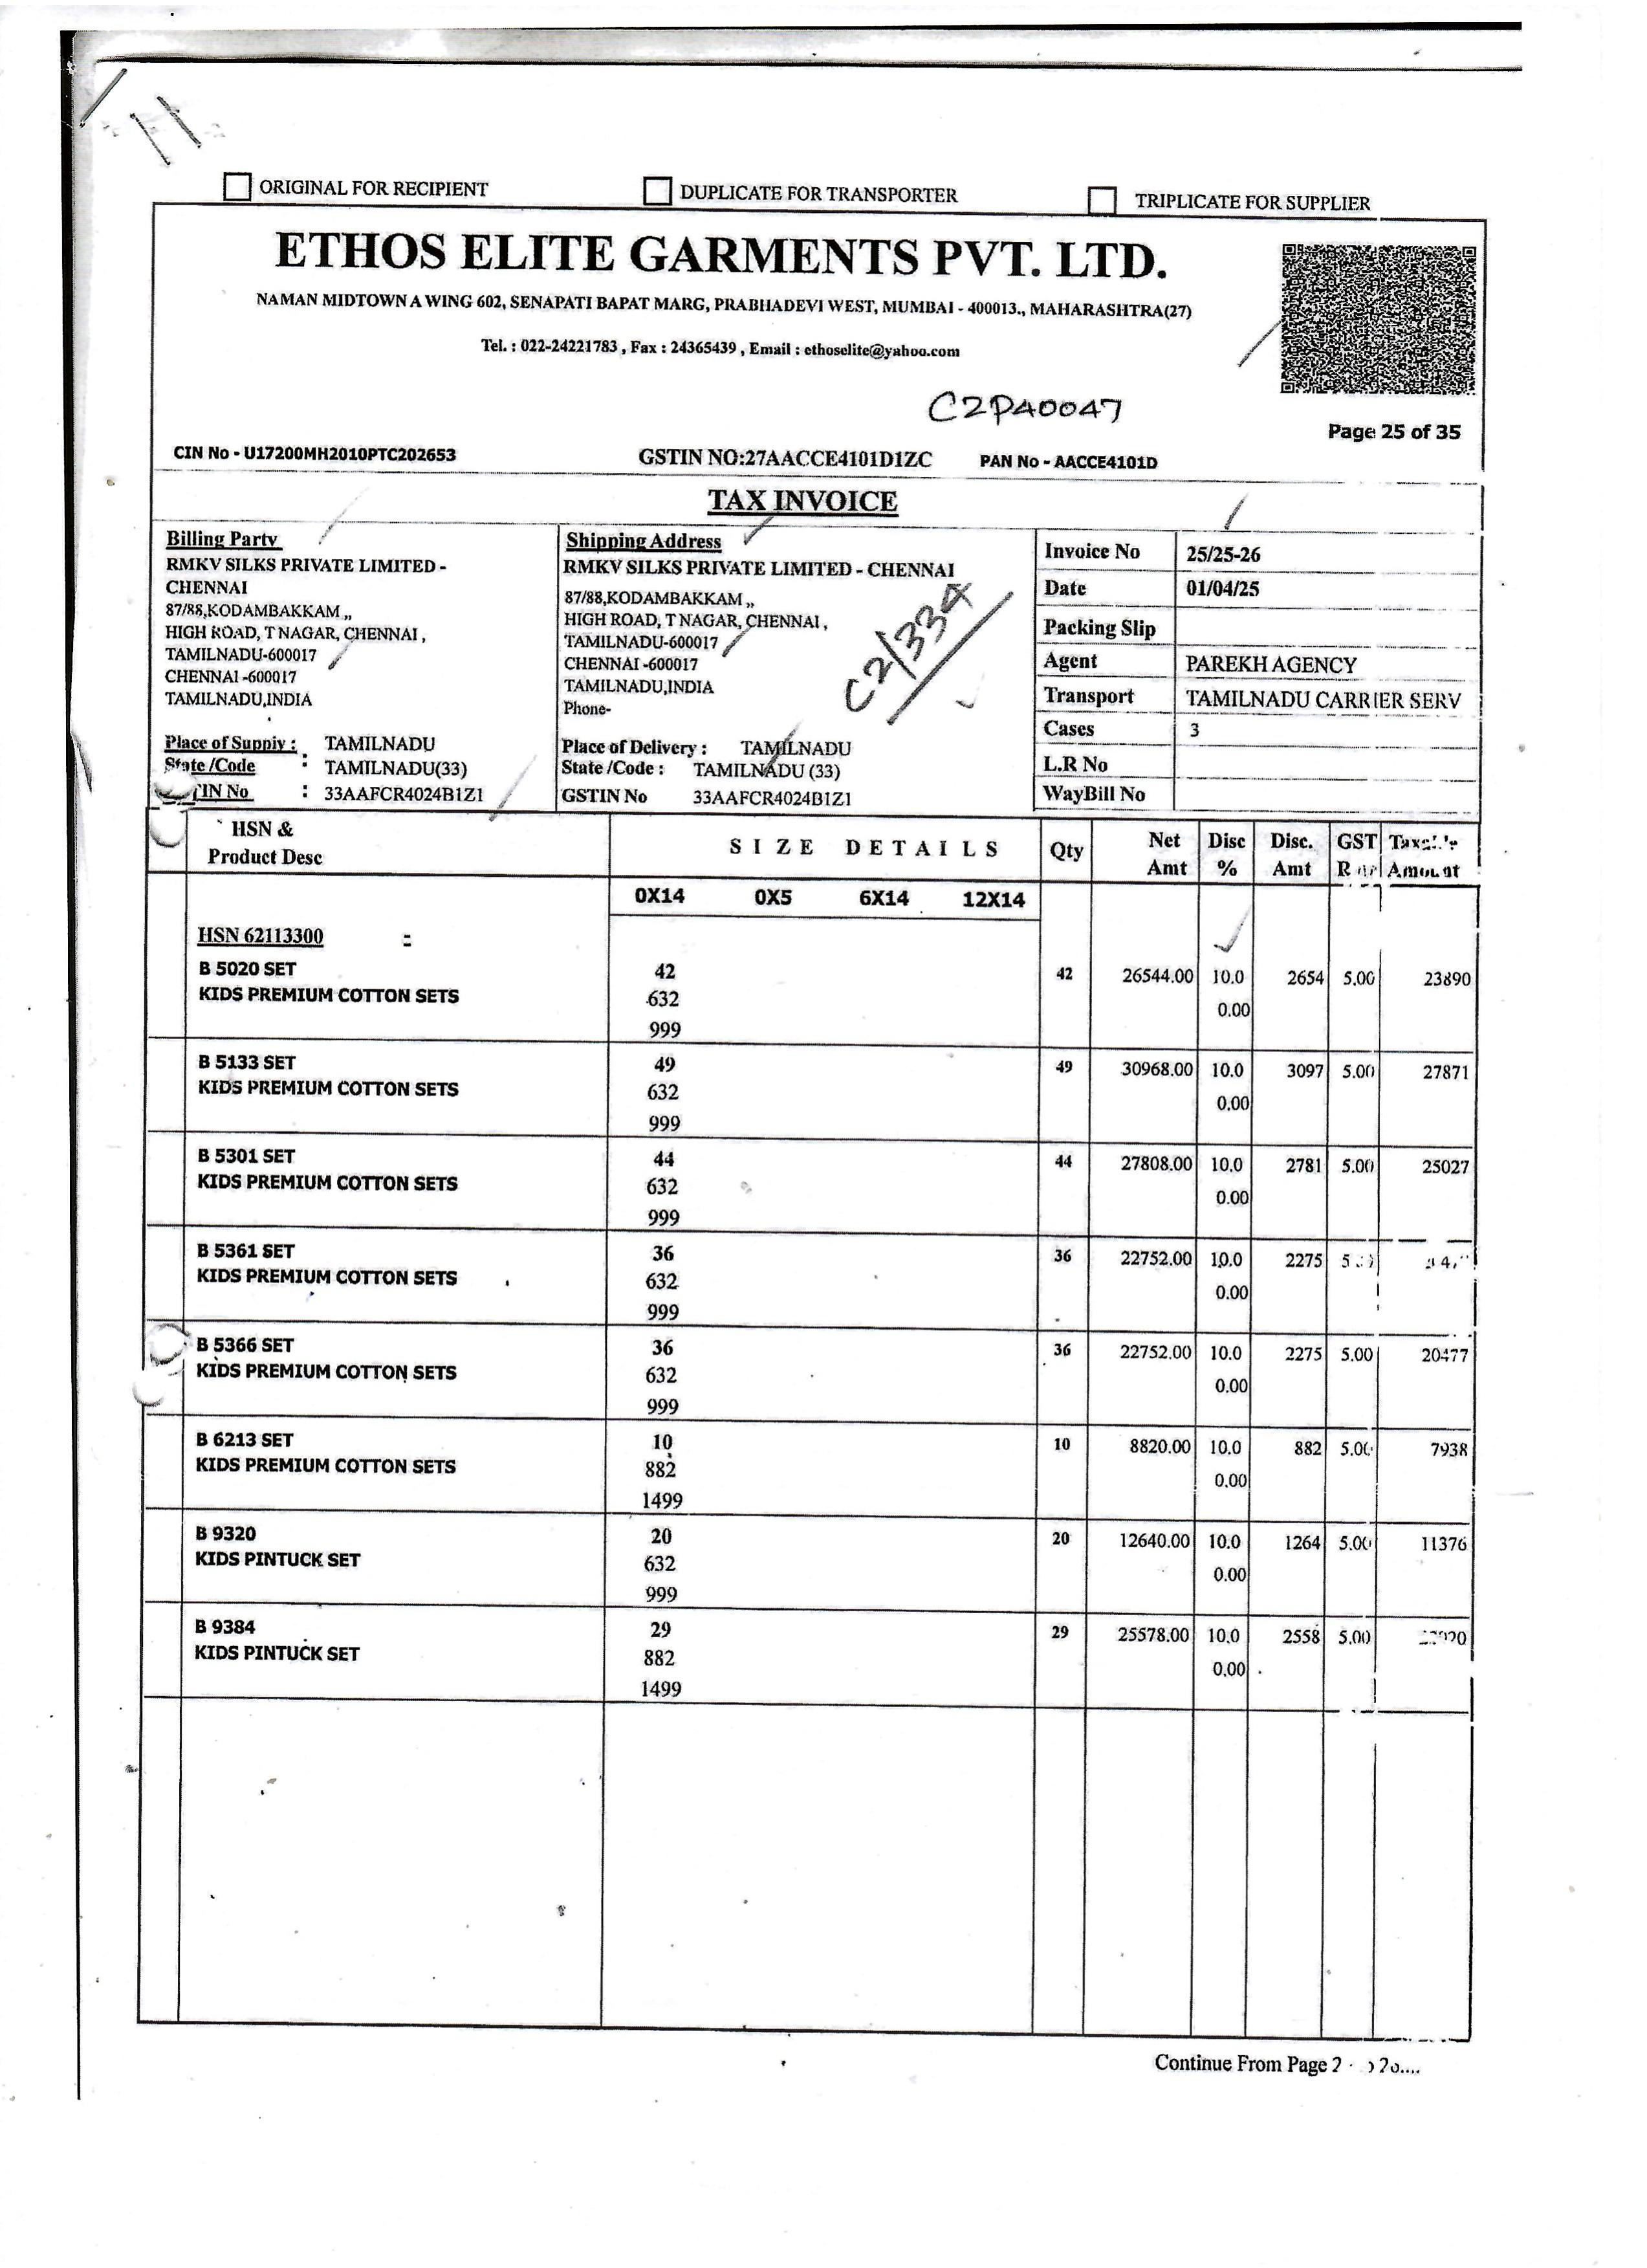 ORIGINAL FOR RECIPIENT DUPLICATE FOR TRANSPORTER TRIPLICATE FOR SUPPLIER
ETHOS ELITE GARMENTS PVT. LTD.
NAMAN MIDTOWN A WING 602, SENAPATI BAPAT MARG, PRABHADEVI WEST, MUMBAI - 400013., MAHARASHTRA(27)
Tel. : 022-24221783 , Fax : 24365439 , Email : ethoselite@yahoo.com
C2P40047
Page 25 of 35
CIN No - U17200MH2010PTC202653 GSTIN NO:27AACCE4101D1ZC PAN No - AACCE4101D
TAX INVOICE
Billing Party
RMKV SILKS PRIVATE LIMITED -
CHENNAI
87/88,KODAMBAKKAM ,,
HIGH ROAD, T NAGAR, CHENNAI ,
TAMILNADU-600017
CHENNAI -600017
TAMILNADU,INDIA
Place of Supply : TAMILNADU
State /Code : TAMILNADU(33)
IN No : 33AAFCR4024B1Z1
Shipping Address
RMKV SILKS PRIVATE LIMITED - CHENNAI
87/88,KODAMBAKKAM ,,
HIGH ROAD, T NAGAR, CHENNAI ,
TAMILNADU-600017
CHENNAI -600017
TAMILNADU,INDIA
Phone-
C2/334
Place of Delivery : TAMILNADU
State /Code : TAMILNADU (33)
GSTIN No 33AAFCR4024B1Z1
Invoice No 25/25-26
Date 01/04/25
Packing Slip
Agent PAREKH AGENCY
Transport TAMILNADU CARRIER SERV
Cases 3
L.R No
WayBill No
HSN & SIZE DETAILS Qty Net Disc Disc. GST
Product Desc Amt % Amt
0X14 0X5 6X14 12X14
HSN 62113300
B 5020 SET 42 42 26544.00 10.0 2654 5.00 23890
KIDS PREMIUM COTTON SETS 632 0.00
999
B 5133 SET 49 49 30968.00 10.0 3097 5.00 27871
KIDS PREMIUM COTTON SETS 632 0.00
999
B 5301 SET 44 44 27808.00 10.0 2781 5.00 25027
KIDS PREMIUM COTTON SETS 632 0.00
999
B 5361 SET 36 36 22752.00 10.0 2275
KIDS PREMIUM COTTON SETS 632 0.00
999
B 5366 SET 36 36 22752.00 10.0 2275 5.00 20477
KIDS PREMIUM COTTON SETS 632 0.00
999
B 6213 SET 10 10 8820.00 10.0 882 5.00 7938
KIDS PREMIUM COTTON SETS 882 0.00
1499
B 9320 20 20 12640.00 10.0 1264 5.00 11376
KIDS PINTUCK SET 632 0.00
999
B 9384 29 29 25578.00 10.0 2558 5.00
KIDS PINTUCK SET 882 0.00
1499
Continue From Page